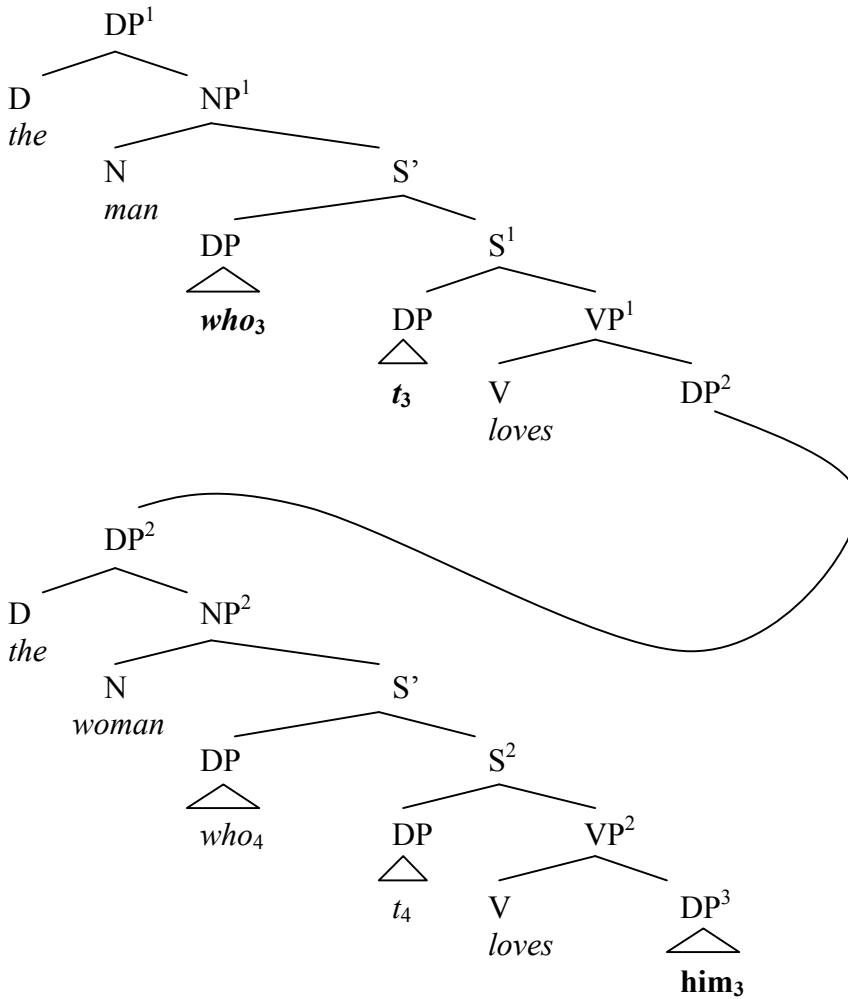 DP¹
D NP¹
the
N S’
man
DP S¹
who₃ DP VP¹
t₃ V DP²
loves
DP²
D NP²
the
N S’
woman
DP S²
who₄ DP VP²
t₄ V DP³
loves
him₃